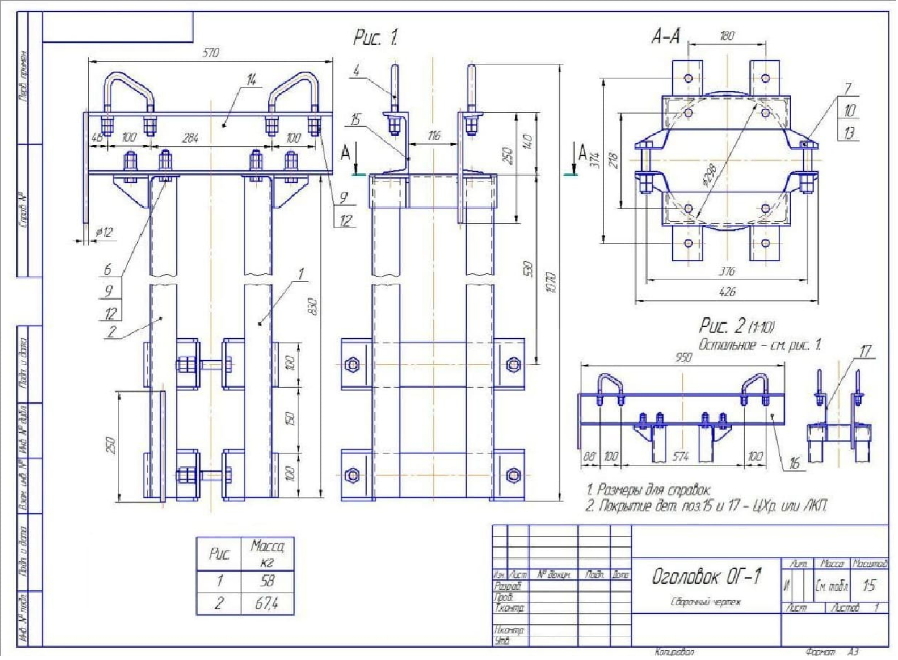 Рис. 1.
570
14
48
100
284
100
9
12
⌀12
6
9
12
2
1
830
100
150
100
250
4
15
116
А
А
250
140
530
1070
А-А
180
7
10
13
374
218
⌀298
376
426
Рис. 2 (1:10)
Остальное - см. рис. 1.
950
17
88
100
574
100
16
1. Размеры для справок.
2. Покрытие дет. поз.15 и 17 - ЦХр. или ЛКП.
Рис.
Масса, кг
1
58
2
67,4
Перв. примен.
Справ. №
Подп. и дата
Инв. № дубл.
Взам. инв. №
Подп. и дата
Инв. № подл.
Изм.
Лист
№ докум.
Подп.
Дата
Разраб.
Пров.
Т.контр.
Н.контр.
Утв.
Оголовок ОГ-1
Сборочный чертеж
Лит.
Масса
Масштаб
И
См. табл.
1:5
Лист
Листов 1
Копировал
Формат А3